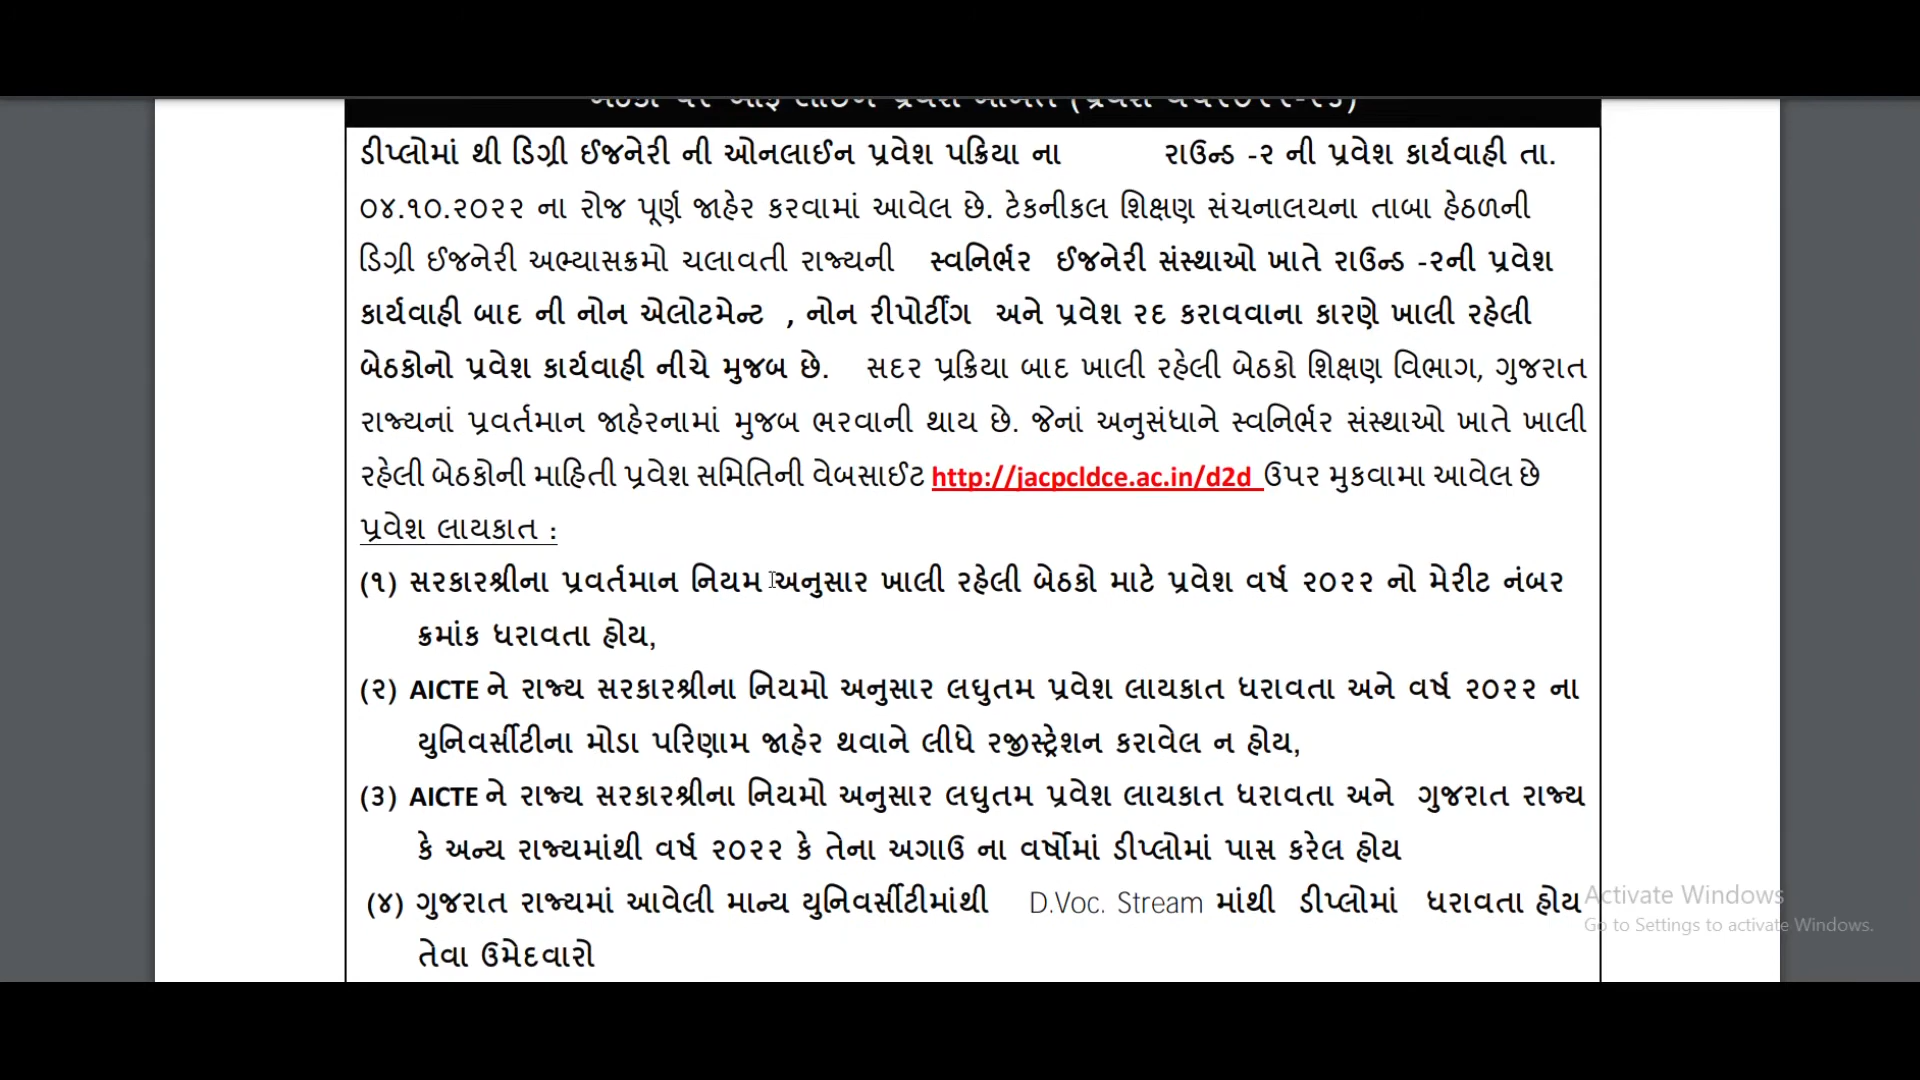 ડીપ્લોમાં થી ડિગ્રી ઈજનેરી ની ઓનલાઈન પ્રવેશ પક્રિયા ના રાઉન્ડ -૨ ની પ્રવેશ કાર્યવાહી તા.
૦૪.૧૦.૨૦૨૨ ના રોજ પૂર્ણ જાહેર કરવામાં આવેલ છે. ટેકનીકલ શિક્ષણ સંચનાલયના તાબા હેઠળની
ડિગ્રી ઈજનેરી અભ્યાસક્રમો ચલાવતી રાજ્યની સ્વનિર્ભર ઈજનેરી સંસ્થાઓ ખાતે રાઉન્ડ -૨ની પ્રવેશ
કાર્યવાહી બાદ ની નોન એલોટમેન્ટ , નોન રીપોર્ટીંગ અને પ્રવેશ રદ કરાવવાના કારણે ખાલી રહેલી
બેઠકોનો પ્રવેશ કાર્યવાહી નીચે મુજબ છે. સદર પ્રક્રિયા બાદ ખાલી રહેલી બેઠકો શિક્ષણ વિભાગ, ગુજરાત
રાજ્યનાં પ્રવર્તમાન જાહેરનામાં મુજબ ભરવાની થાય છે. જેનાં અનુસંધાને સ્વનિર્ભર સંસ્થાઓ ખાતે ખાલી
રહેલી બેઠકોની માહિતી પ્રવેશ સમિતિની વેબસાઈટ http://jacpcldce.ac.in/d2d ઉપર મુકવામા આવેલ છે
પ્રવેશ લાયકાત :
(૧) સરકારશ્રીના પ્રવર્તમાન નિયમ અનુસાર ખાલી રહેલી બેઠકો માટે પ્રવેશ વર્ષ ૨૦૨૨ નો મેરીટ નંબર
ક્રમાંક ધરાવતા હોય,
(૨) AICTE ને રાજ્ય સરકારશ્રીના નિયમો અનુસાર લઘુતમ પ્રવેશ લાયકાત ધરાવતા અને વર્ષ ૨૦૨૨ ના
યુનિવર્સીટીના મોડા પરિણામ જાહેર થવાને લીધે રજીસ્ટ્રેશન કરાવેલ ન હોય,
(૩) AICTE ને રાજ્ય સરકારશ્રીના નિયમો અનુસાર લઘુતમ પ્રવેશ લાયકાત ધરાવતા અને ગુજરાત રાજ્ય
કે અન્ય રાજ્યમાંથી વર્ષ ૨૦૨૨ કે તેના અગાઉ ના વર્ષોમાં ડીપ્લોમાં પાસ કરેલ હોય
(૪) ગુજરાત રાજ્યમાં આવેલી માન્ય યુનિવર્સીટીમાંથી D.Voc. Stream માંથી ડીપ્લોમાં ધરાવતા હોય
તેવા ઉમેદવારો
Activate Windows
Go to Settings to activate Windows.